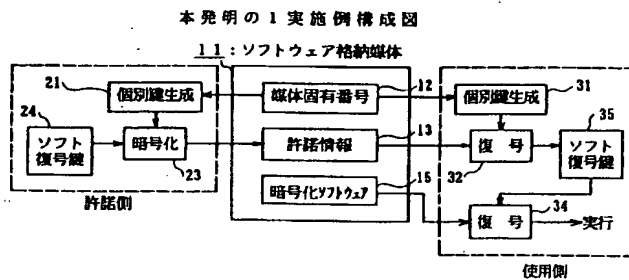 本発明の1実施例構成図
11:ソフトウェア格納媒体
21
個別鍵生成
24
ソフト
復号鍵
暗号化
23
許諾側
媒体固有番号
12
許諾情報
13
暗号化ソフトウェア
15
個別鍵生成
31
復号
32
35
ソフト
復号鍵
復号
34
実行
使用側